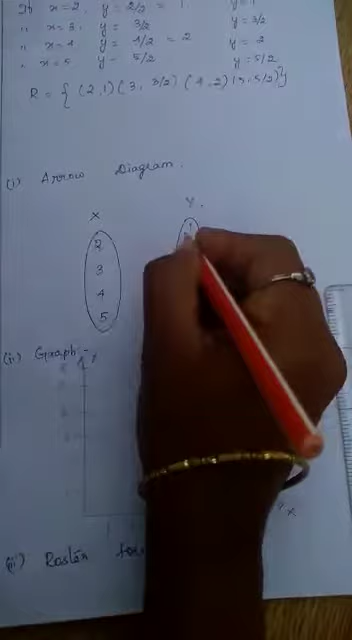 If x=2, y= 2/2 = 1 y=1
" x=3, y= 3/2 y= 3/2
" x=4 y= 4/2 = 2 y= 2
" x=5 y= 5/2 y= 5/2
R = { (2,1) (3, 3/2) (4,2) (5, 5/2)}
(i) Arrow Diagram.
X Y.
2 1
3
4
5
(ii) Graph -
X
(iii) Roster